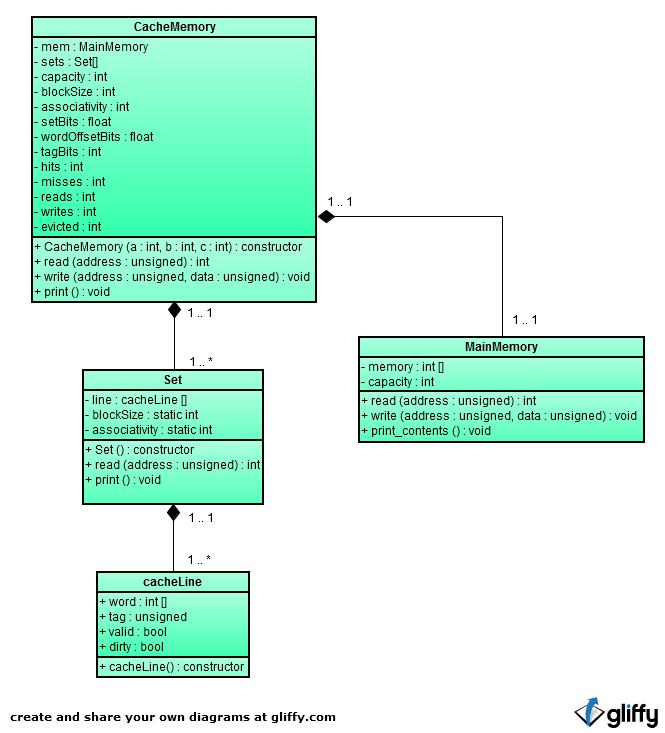 CacheMemory
- mem : MainMemory
- sets : Set[]
- capacity : int
- blockSize : int
- associativity : int
- setBits : float
- wordOffsetBits : float
- tagBits : int
- hits : int
- misses : int
- reads : int
- writes : int
- evicted : int
+ CacheMemory (a : int, b : int, c : int) : constructor
+ read (address : unsigned) : int
+ write (address : unsigned, data : unsigned) : void
+ print () : void
1 .. 1
1 .. 1
1 .. 1
MainMemory
- memory : int []
- capacity : int
+ read (address : unsigned) : int
+ write (address : unsigned, data : unsigned) : void
+ print_contents () : void
1 .. *
Set
- line : cacheLine []
- blockSize : static int
- associativity : static int
+ Set () : constructor
+ read (address : unsigned) : int
+ print () : void
1 .. 1
1 .. *
cacheLine
+ word : int []
+ tag : unsigned
+ valid : bool
+ dirty : bool
+ cacheLine() : constructor
create and share your own diagrams at gliffy.com
gliffy